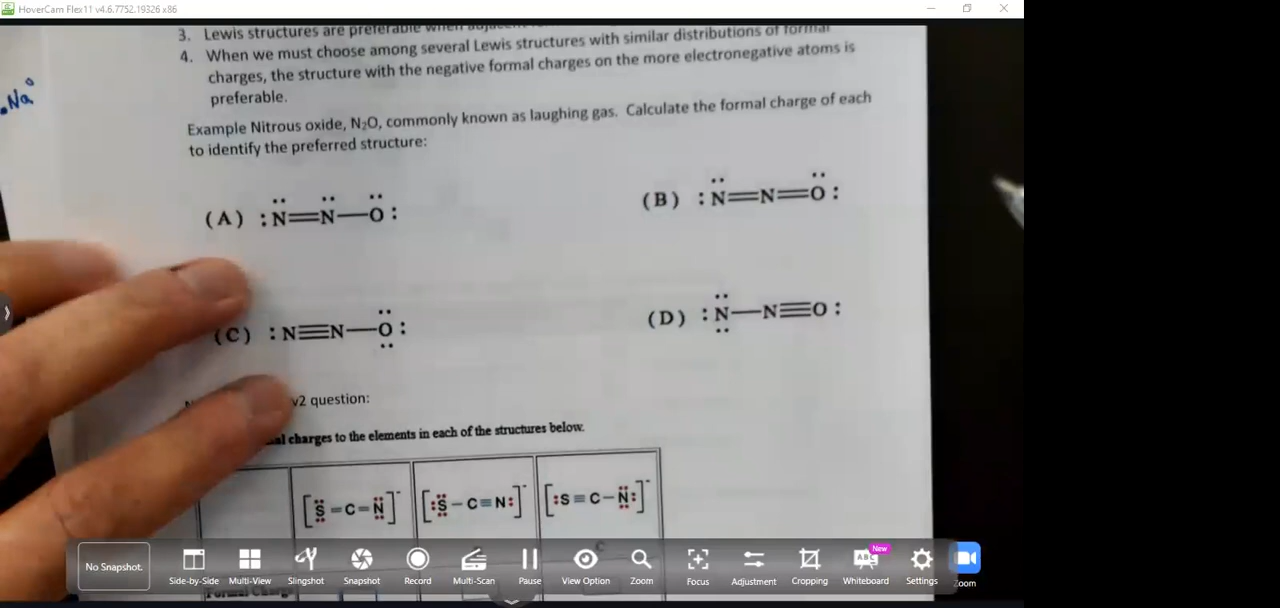 HoverCam Flex11 v4.6.7752.19326 x86
3. Lewis structures are preferable when
4. When we must choose among several Lewis structures with similar distributions of formal
charges, the structure with the negative formal charges on the more electronegative atoms is
preferable.
Na
Example Nitrous oxide, N₂O, commonly known as laughing gas. Calculate the formal charge of each
to identify the preferred structure:
(A) :N̈=N̈—Ö:
(B) :N̈=N=Ö:
(C) :N≡N—Ö:
(D) :N̈—N≡O:
v2 question:
charges to the elements in each of the structures below.
[S=C=N]⁻ [:S–C≡N:]⁻ [:S≡C–N:]⁻
C
No Snapshot.
Side-by-Side Multi-View Slingshot Snapshot Record Multi-Scan Pause View Option Zoom Focus Adjustment Cropping Whiteboard Settings Zoom
New
ABC
Formal Charge